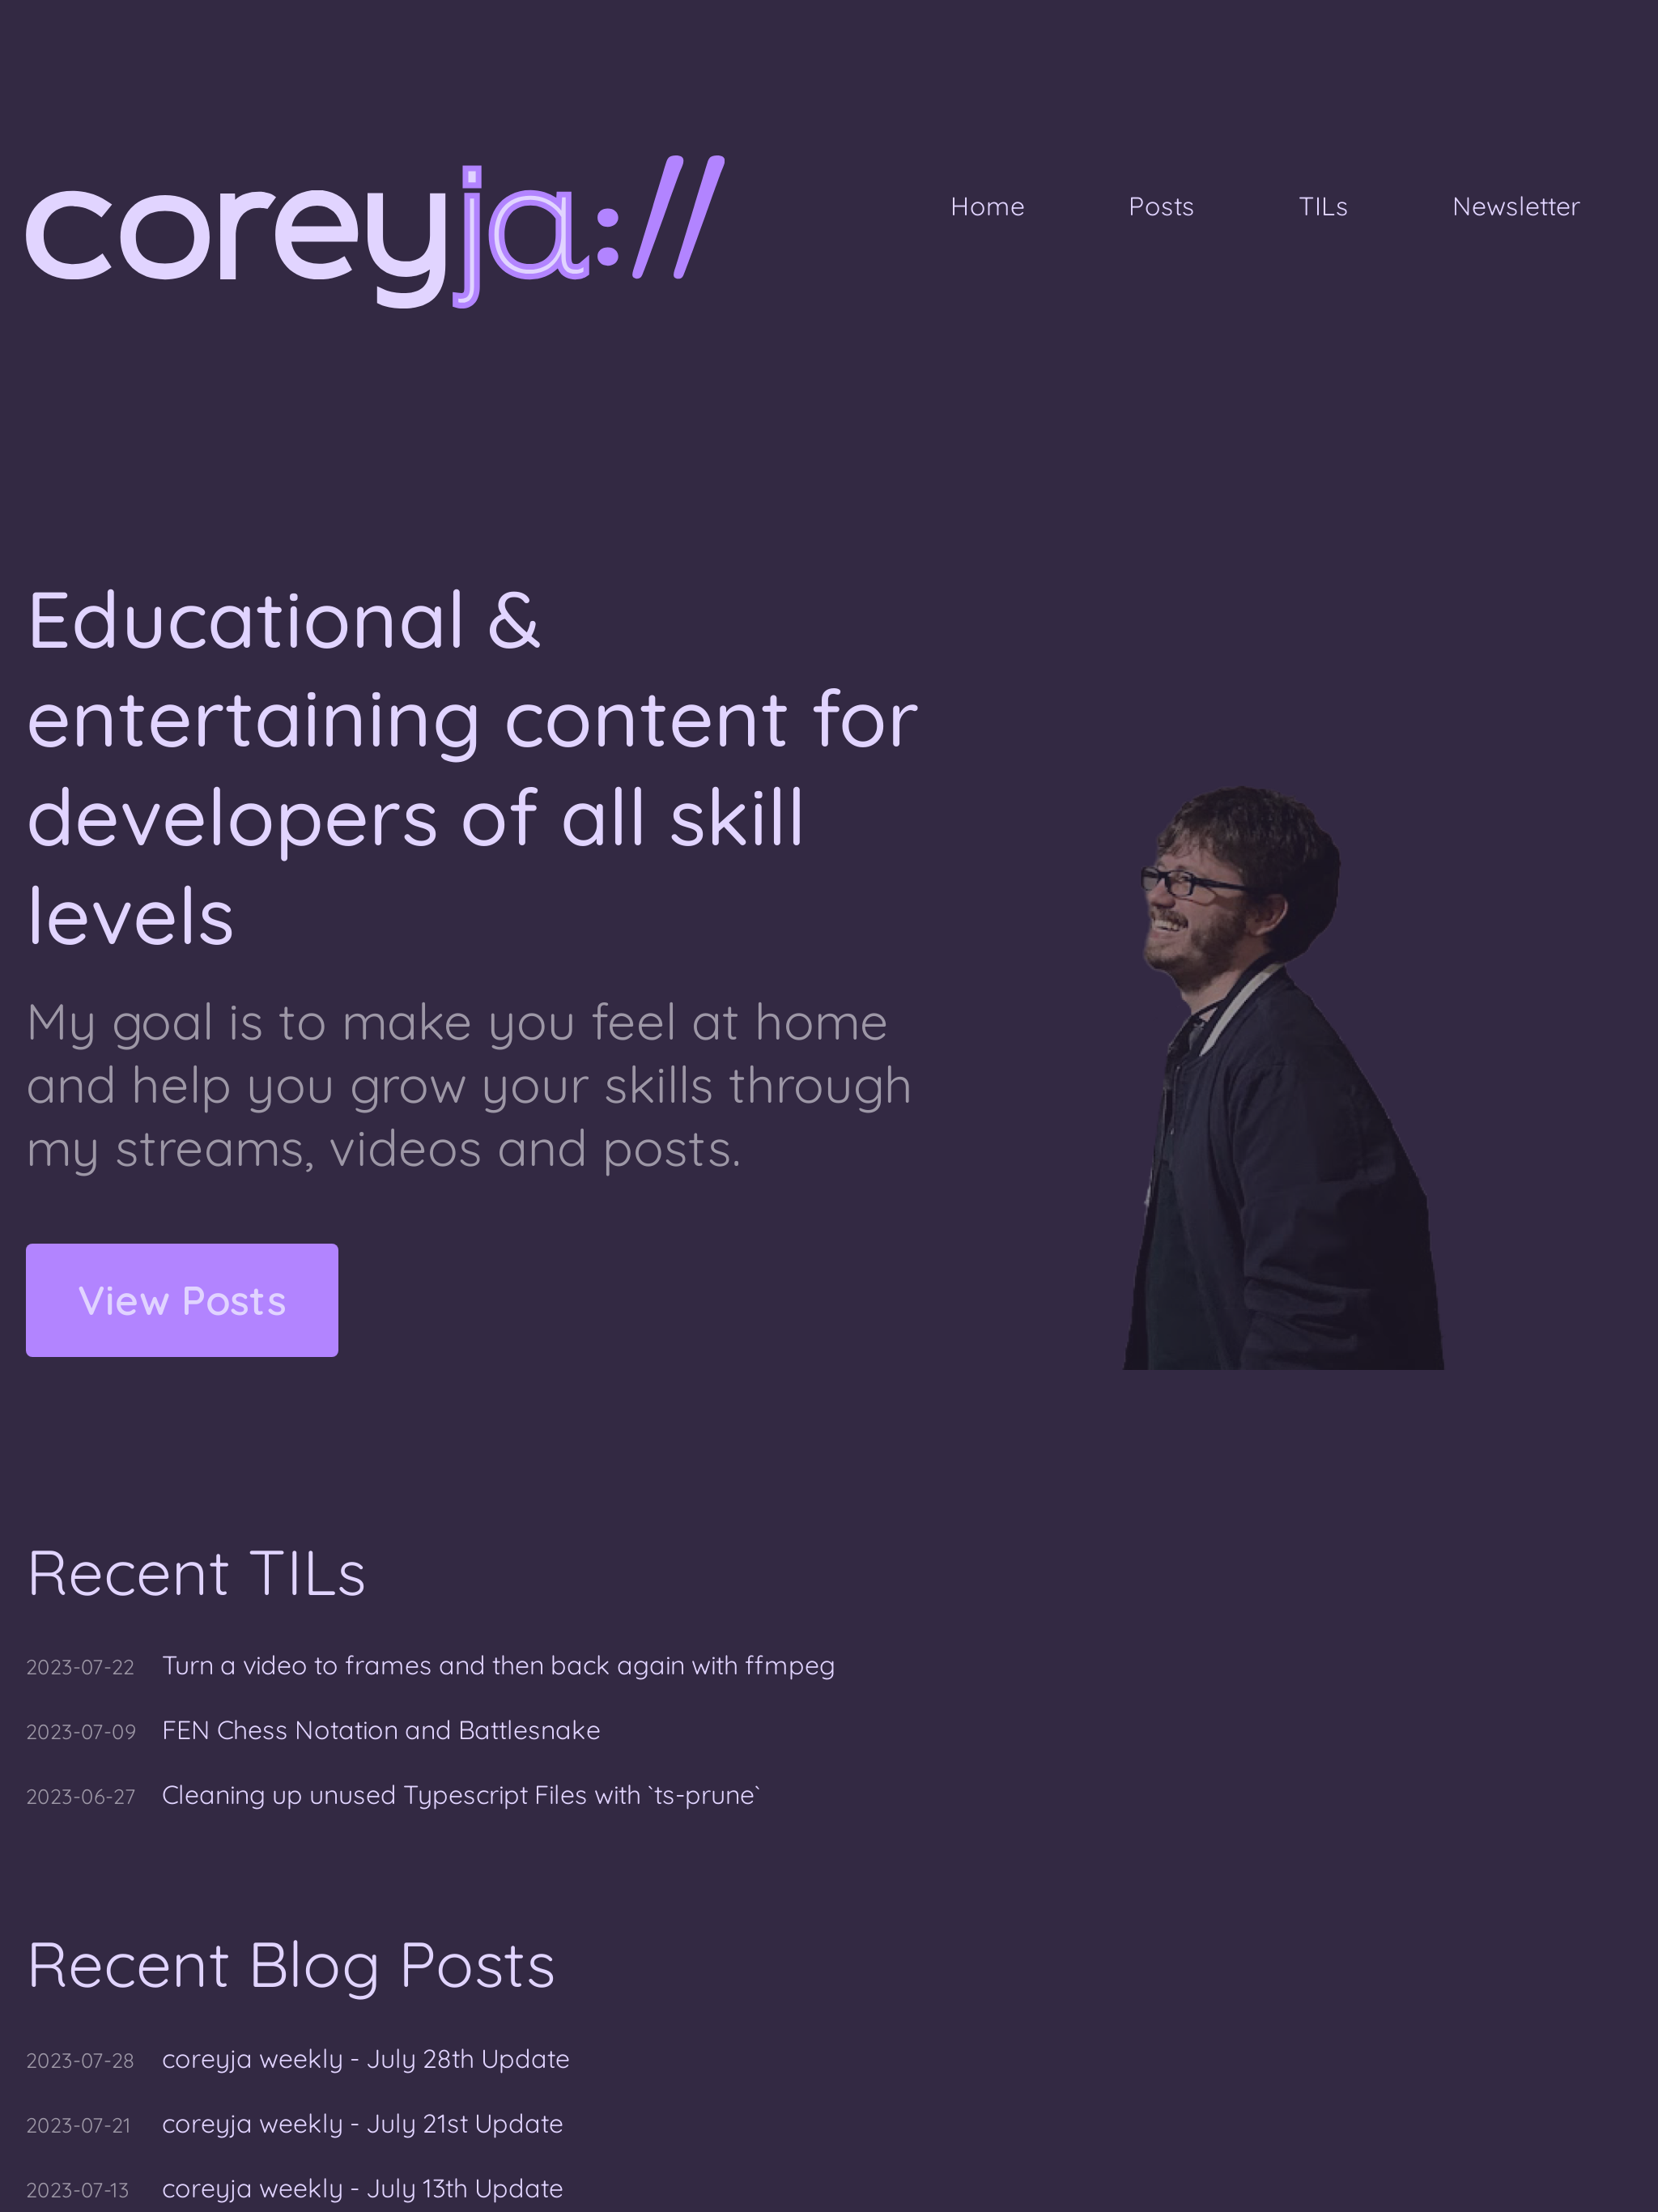 coreyja://
Home
Posts
TILs
Newsletter
Educational &
entertaining content for
developers of all skill
levels
My goal is to make you feel at home
and help you grow your skills through
my streams, videos and posts.
View Posts
Recent TILs
2023-07-22 Turn a video to frames and then back again with ffmpeg
2023-07-09 FEN Chess Notation and Battlesnake
2023-06-27 Cleaning up unused Typescript Files with `ts-prune`
Recent Blog Posts
2023-07-28 coreyja weekly - July 28th Update
2023-07-21 coreyja weekly - July 21st Update
2023-07-13 coreyja weekly - July 13th Update